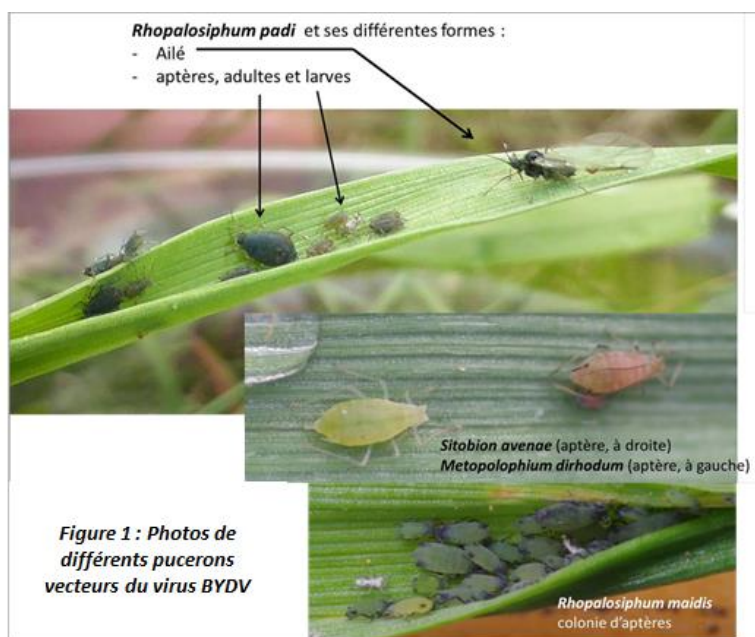 Rhopalosiphum padi et ses différentes formes :
- Ailé
- aptères, adultes et larves
Sitobion avenae (aptère, à droite)
Metopolophium dirhodum (aptère, à gauche)
Figure 1 : Photos de
différents pucerons
vecteurs du virus BYDV
Rhopalosiphum maidis
colonie d'aptères